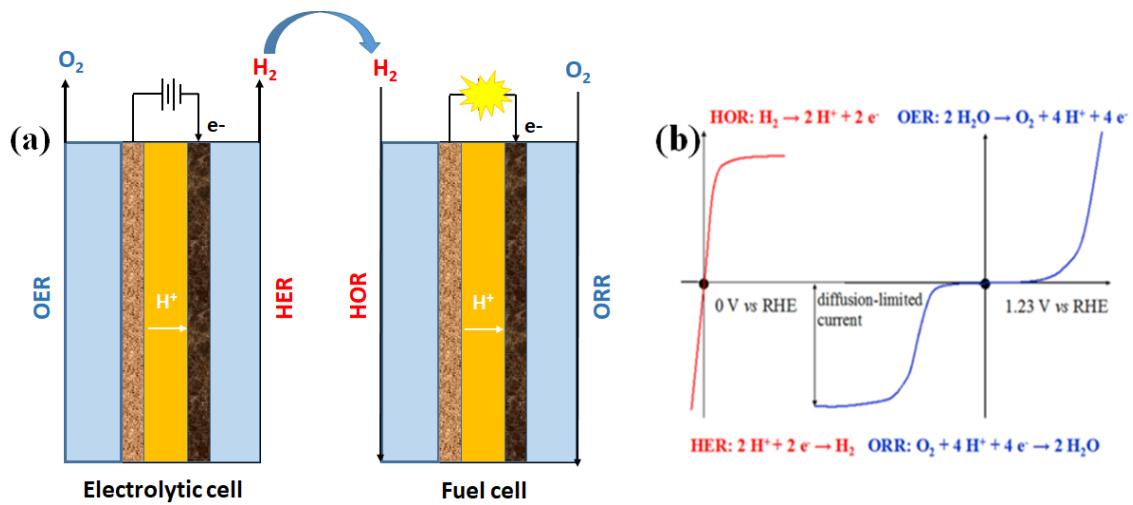 (a)
O₂
H₂
e-
OER
H⁺
HER
Electrolytic cell
H₂
O₂
e-
HOR
H⁺
ORR
Fuel cell
(b)
HOR: H₂ → 2 H⁺ + 2 e⁻
OER: 2 H₂O → O₂ + 4 H⁺ + 4 e⁻
0 V vs RHE
diffusion-limited
current
1.23 V vs RHE
HER: 2 H⁺ + 2 e⁻ → H₂
ORR: O₂ + 4 H⁺ + 4 e⁻ → 2 H₂O